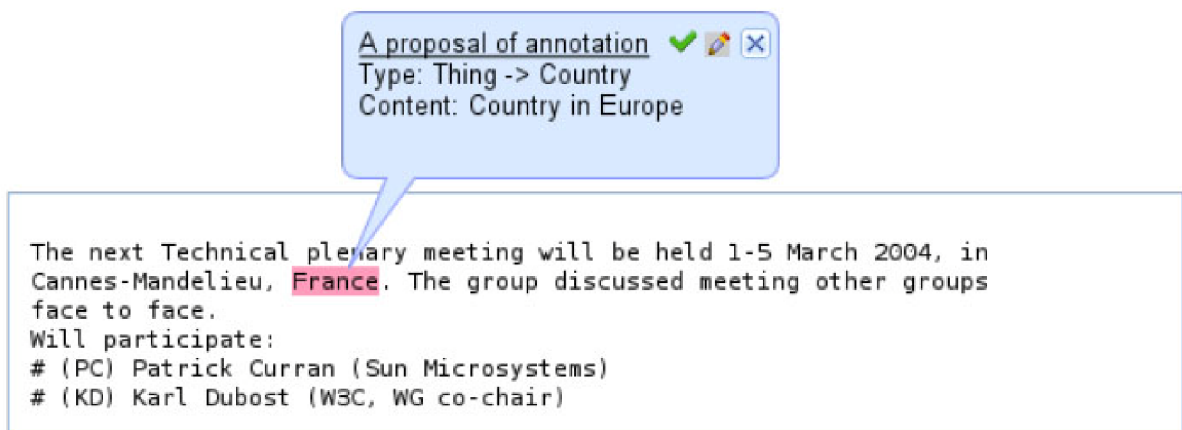 A proposal of annotation
Type: Thing -> Country
Content: Country in Europe
The next Technical plenary meeting will be held 1-5 March 2004, in
Cannes-Mandelieu, France. The group discussed meeting other groups
face to face.
Will participate:
# (PC) Patrick Curran (Sun Microsystems)
# (KD) Karl Dubost (W3C, WG co-chair)